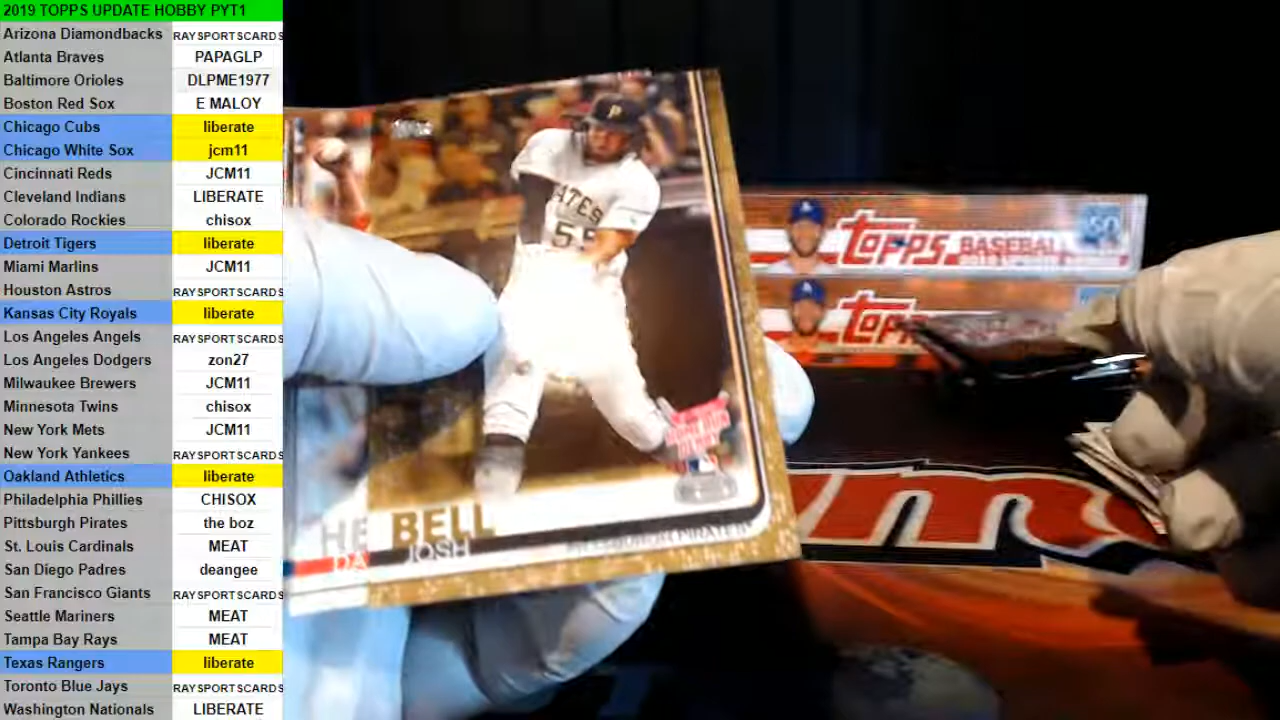 2019 TOPPS UPDATE HOBBY PYT1
Arizona Diamondbacks RAYSPORTSCARDS
Atlanta Braves PAPAGLP
Baltimore Orioles DLPME1977
Boston Red Sox E MALOY
Chicago Cubs liberate
Chicago White Sox jcm11
Cincinnati Reds JCM11
Cleveland Indians LIBERATE
Colorado Rockies chisox
Detroit Tigers liberate
Miami Marlins JCM11
Houston Astros RAYSPORTSCARDS
Kansas City Royals liberate
Los Angeles Angels RAYSPORTSCARDS
Los Angeles Dodgers zon27
Milwaukee Brewers JCM11
Minnesota Twins chisox
New York Mets JCM11
New York Yankees RAYSPORTSCARDS
Oakland Athletics liberate
Philadelphia Phillies CHISOX
Pittsburgh Pirates the boz
St. Louis Cardinals MEAT
San Diego Padres deangee
San Francisco Giants RAYSPORTSCARDS
Seattle Mariners MEAT
Tampa Bay Rays MEAT
Texas Rangers liberate
Toronto Blue Jays RAYSPORTSCARDS
Washington Nationals LIBERATE
P
ATES
55
HE
DA
BELL
JOSH
PITTSBURGH PIRATES
TOPPS BASEBALL
TOPPS